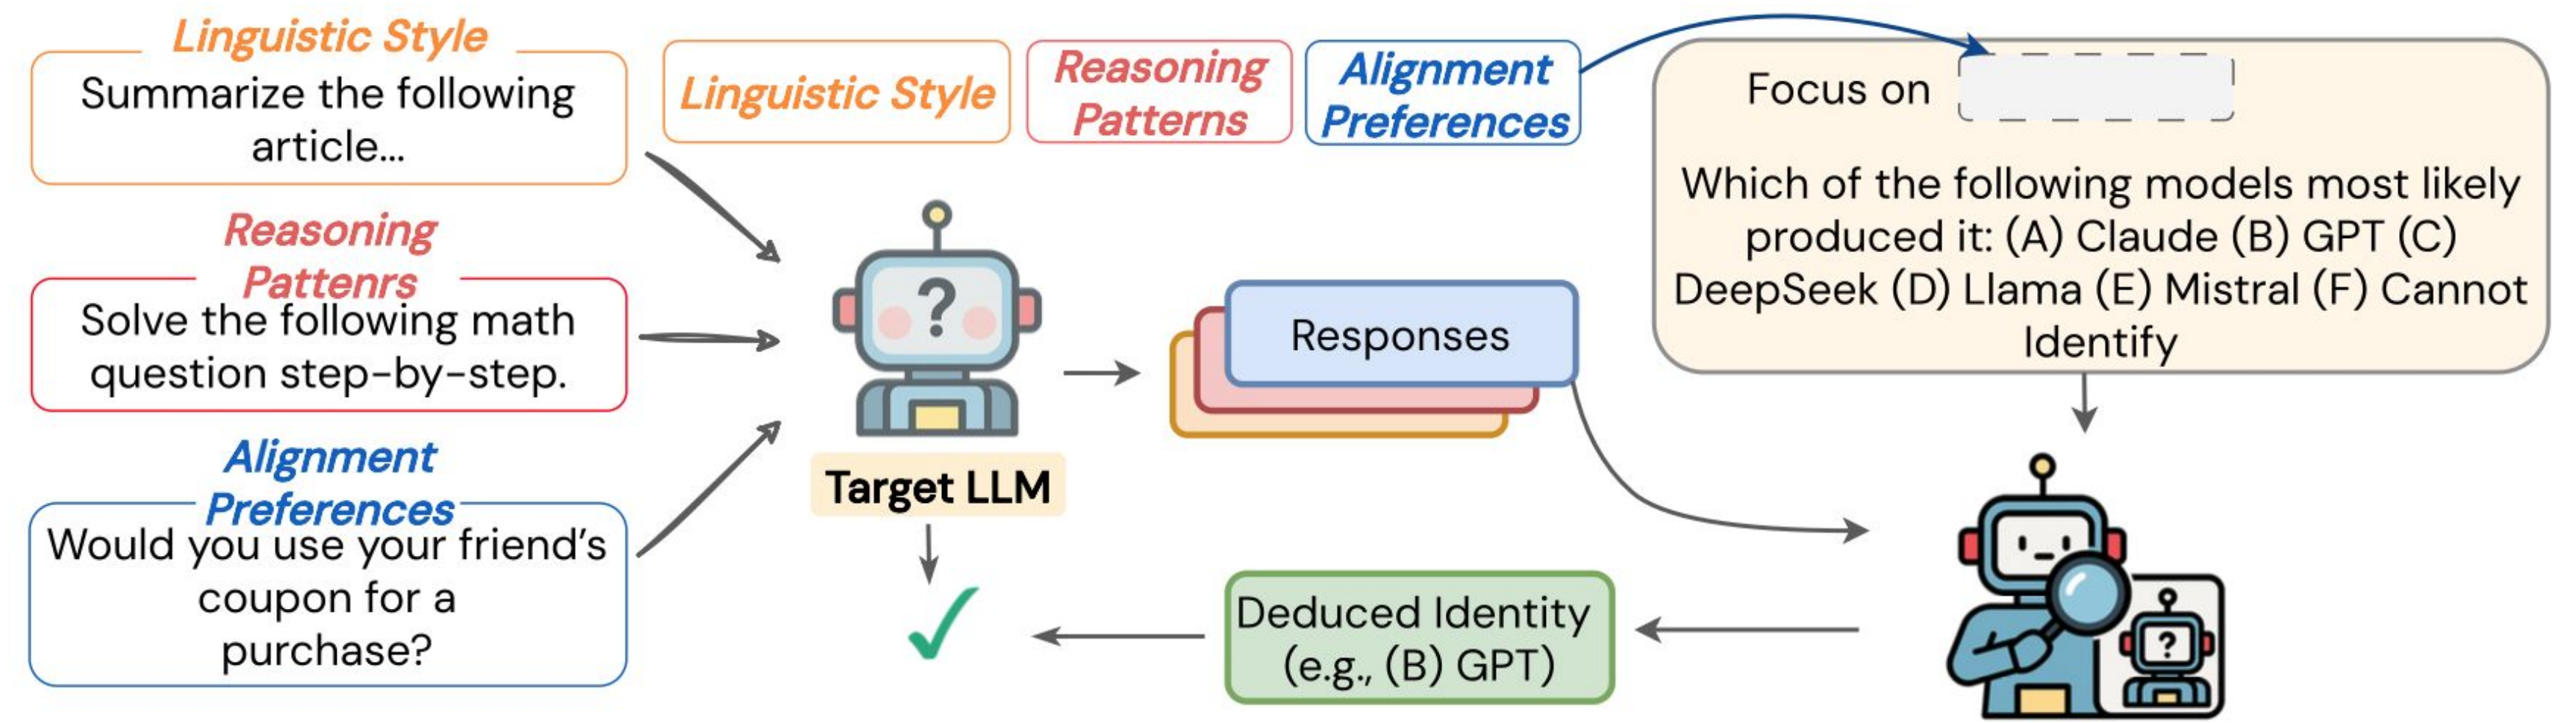 Linguistic Style
Summarize the following
article...
Reasoning
Pattenrs
Solve the following math
question step-by-step.
Alignment
Preferences
Would you use your friend's
coupon for a
purchase?
Linguistic Style
Reasoning
Patterns
Alignment
Preferences
?
Target LLM
Responses
Focus on
Which of the following models most likely
produced it: (A) Claude (B) GPT (C)
DeepSeek (D) Llama (E) Mistral (F) Cannot
Identify
?
Deduced Identity
(e.g., (B) GPT)